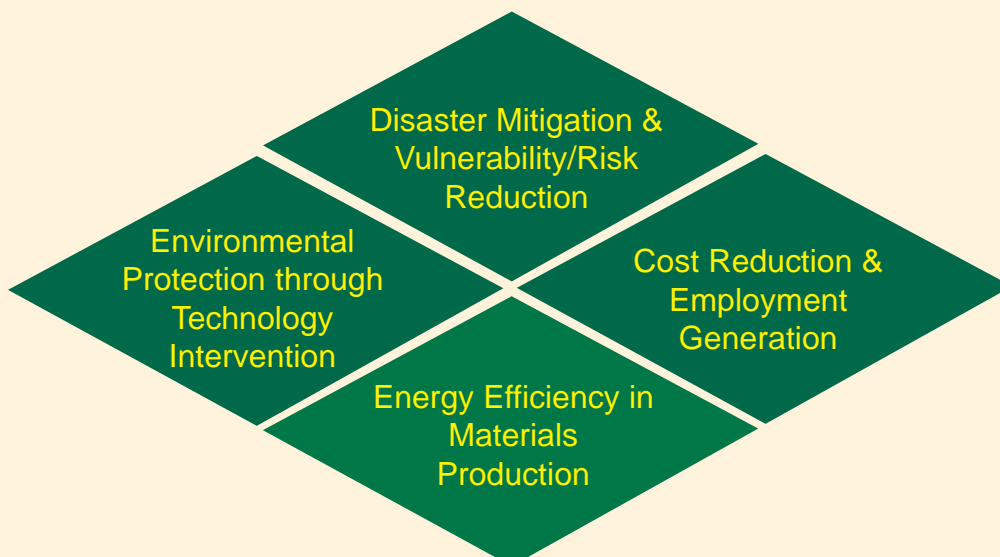 Disaster Mitigation &
Vulnerability/Risk
Reduction
Environmental
Protection through
Technology
Intervention
Cost Reduction &
Employment
Generation
Energy Efficiency in
Materials
Production